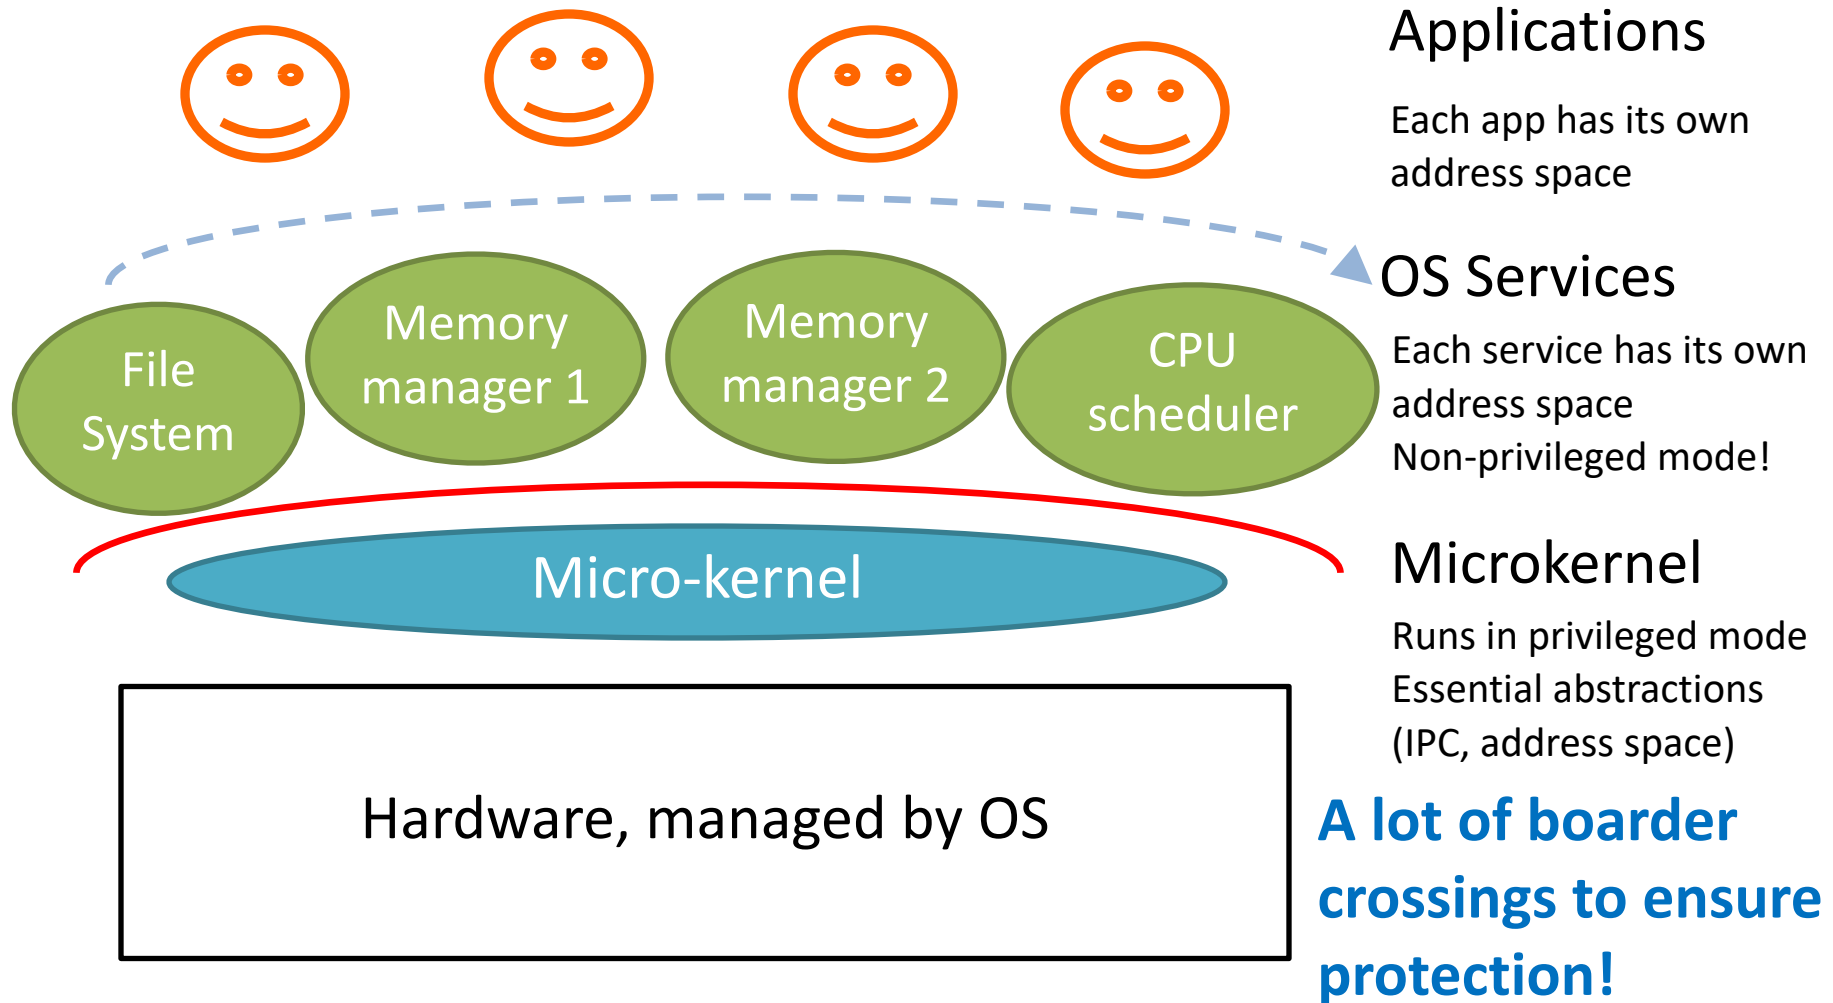 Applications
Each app has its own
address space
OS Services
Each service has its own
address space
Non-privileged mode!
File
System
Memory
manager 1
Memory
manager 2
CPU
scheduler
Micro-kernel
Microkernel
Runs in privileged mode
Essential abstractions
(IPC, address space)
Hardware, managed by OS
A lot of boarder
crossings to ensure
protection!